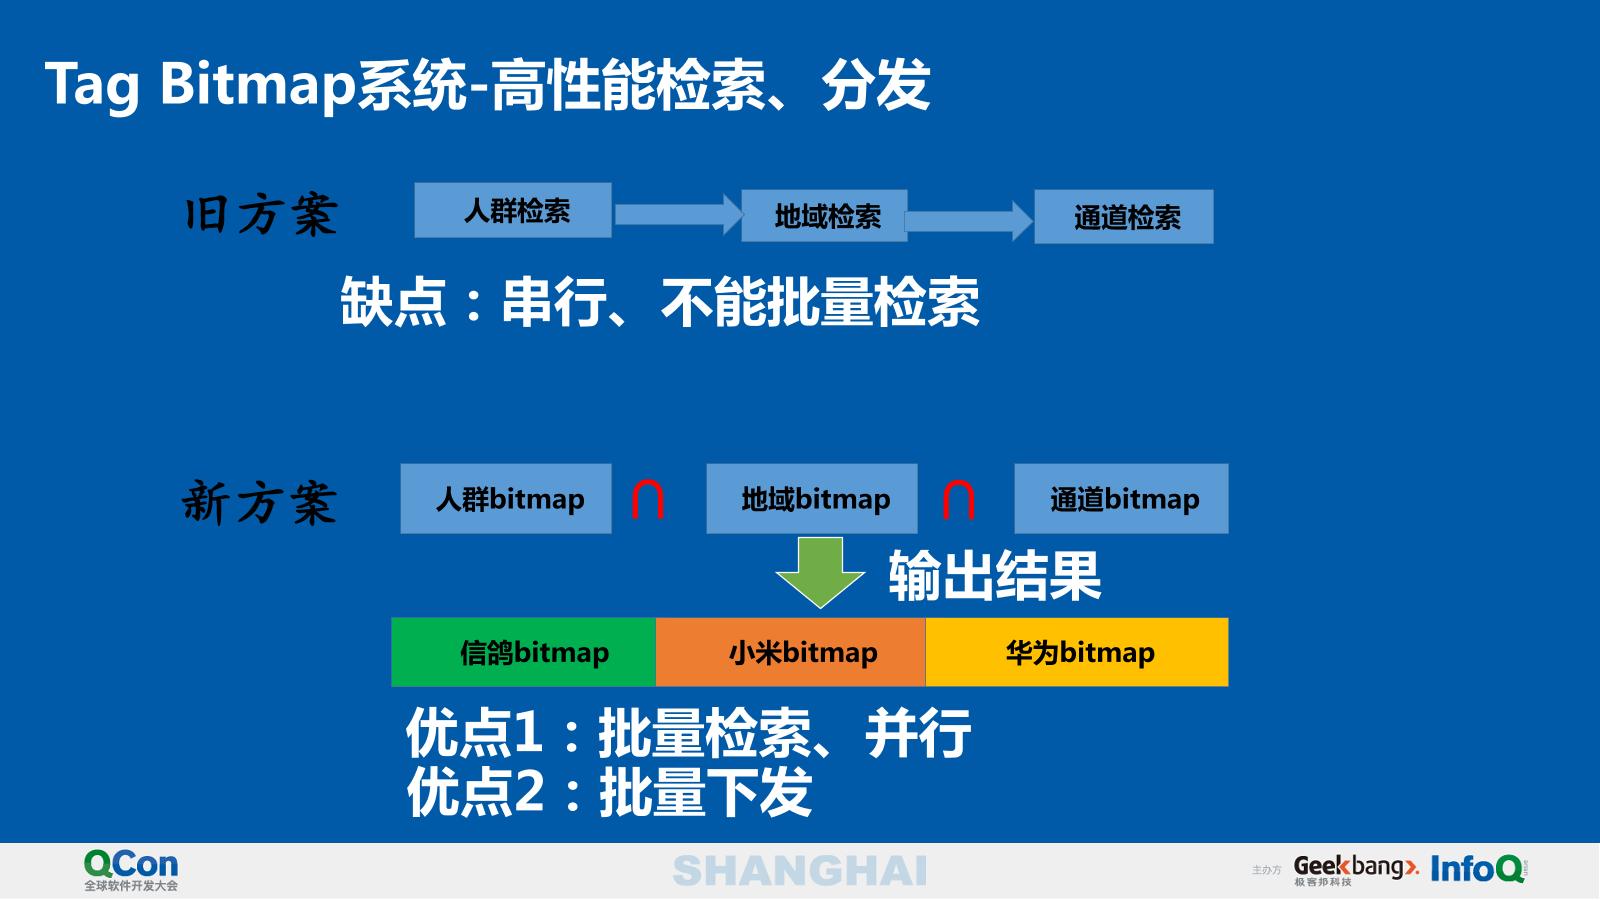 Tag Bitmap系统-高性能检索、分发
旧方案
人群检索
地域检索
通道检索
缺点：串行、不能批量检索
新方案
人群bitmap
∩
地域bitmap
∩
通道bitmap
输出结果
信鸽bitmap
小米bitmap
华为bitmap
优点1：批量检索、并行
优点2：批量下发
QCon
全球软件开发大会
SHANGHAI
主办方
Geekbang>.
极客邦科技
InfoQ